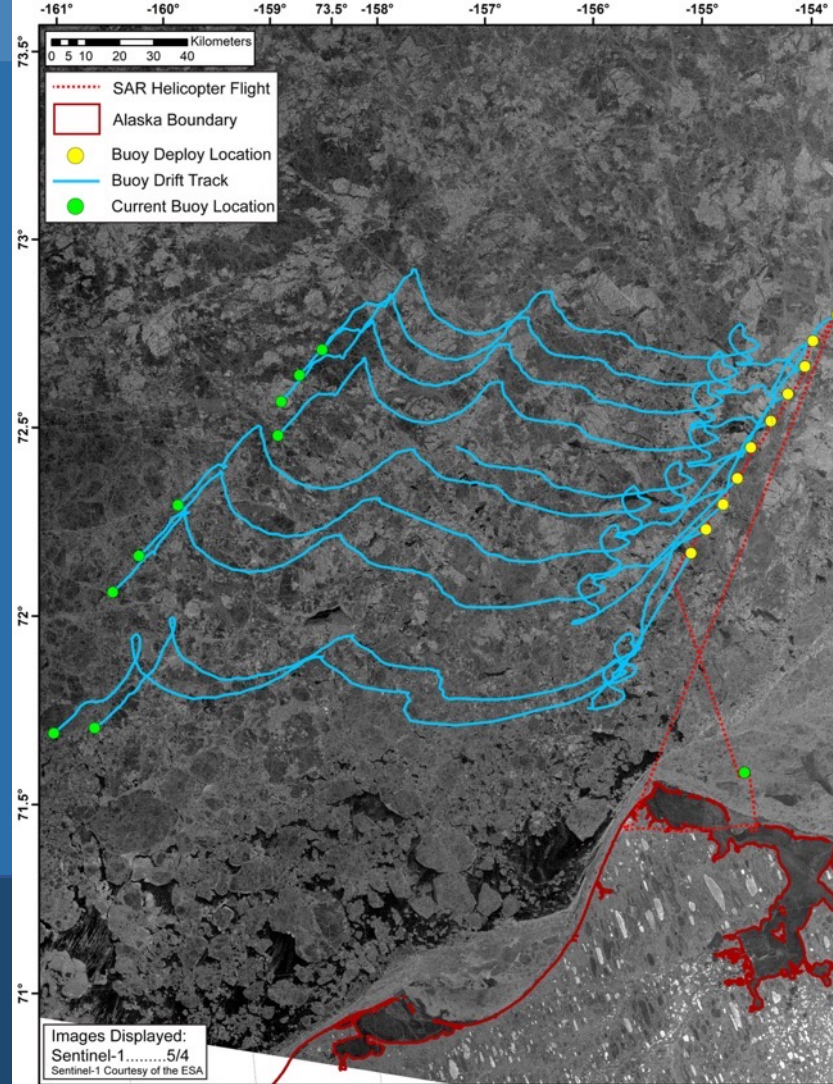 -161° -160° -159° 73.5° -158° -157° -156° -155° -154°
Kilometers
0 5 10 20 30 40
SAR Helicopter Flight
Alaska Boundary
Buoy Deploy Location
Buoy Drift Track
Current Buoy Location
73.5°
73°
72.5°
72°
71.5°
71°
Images Displayed:
Sentinel-1.........5/4
Sentinel-1 Courtesy of the ESA